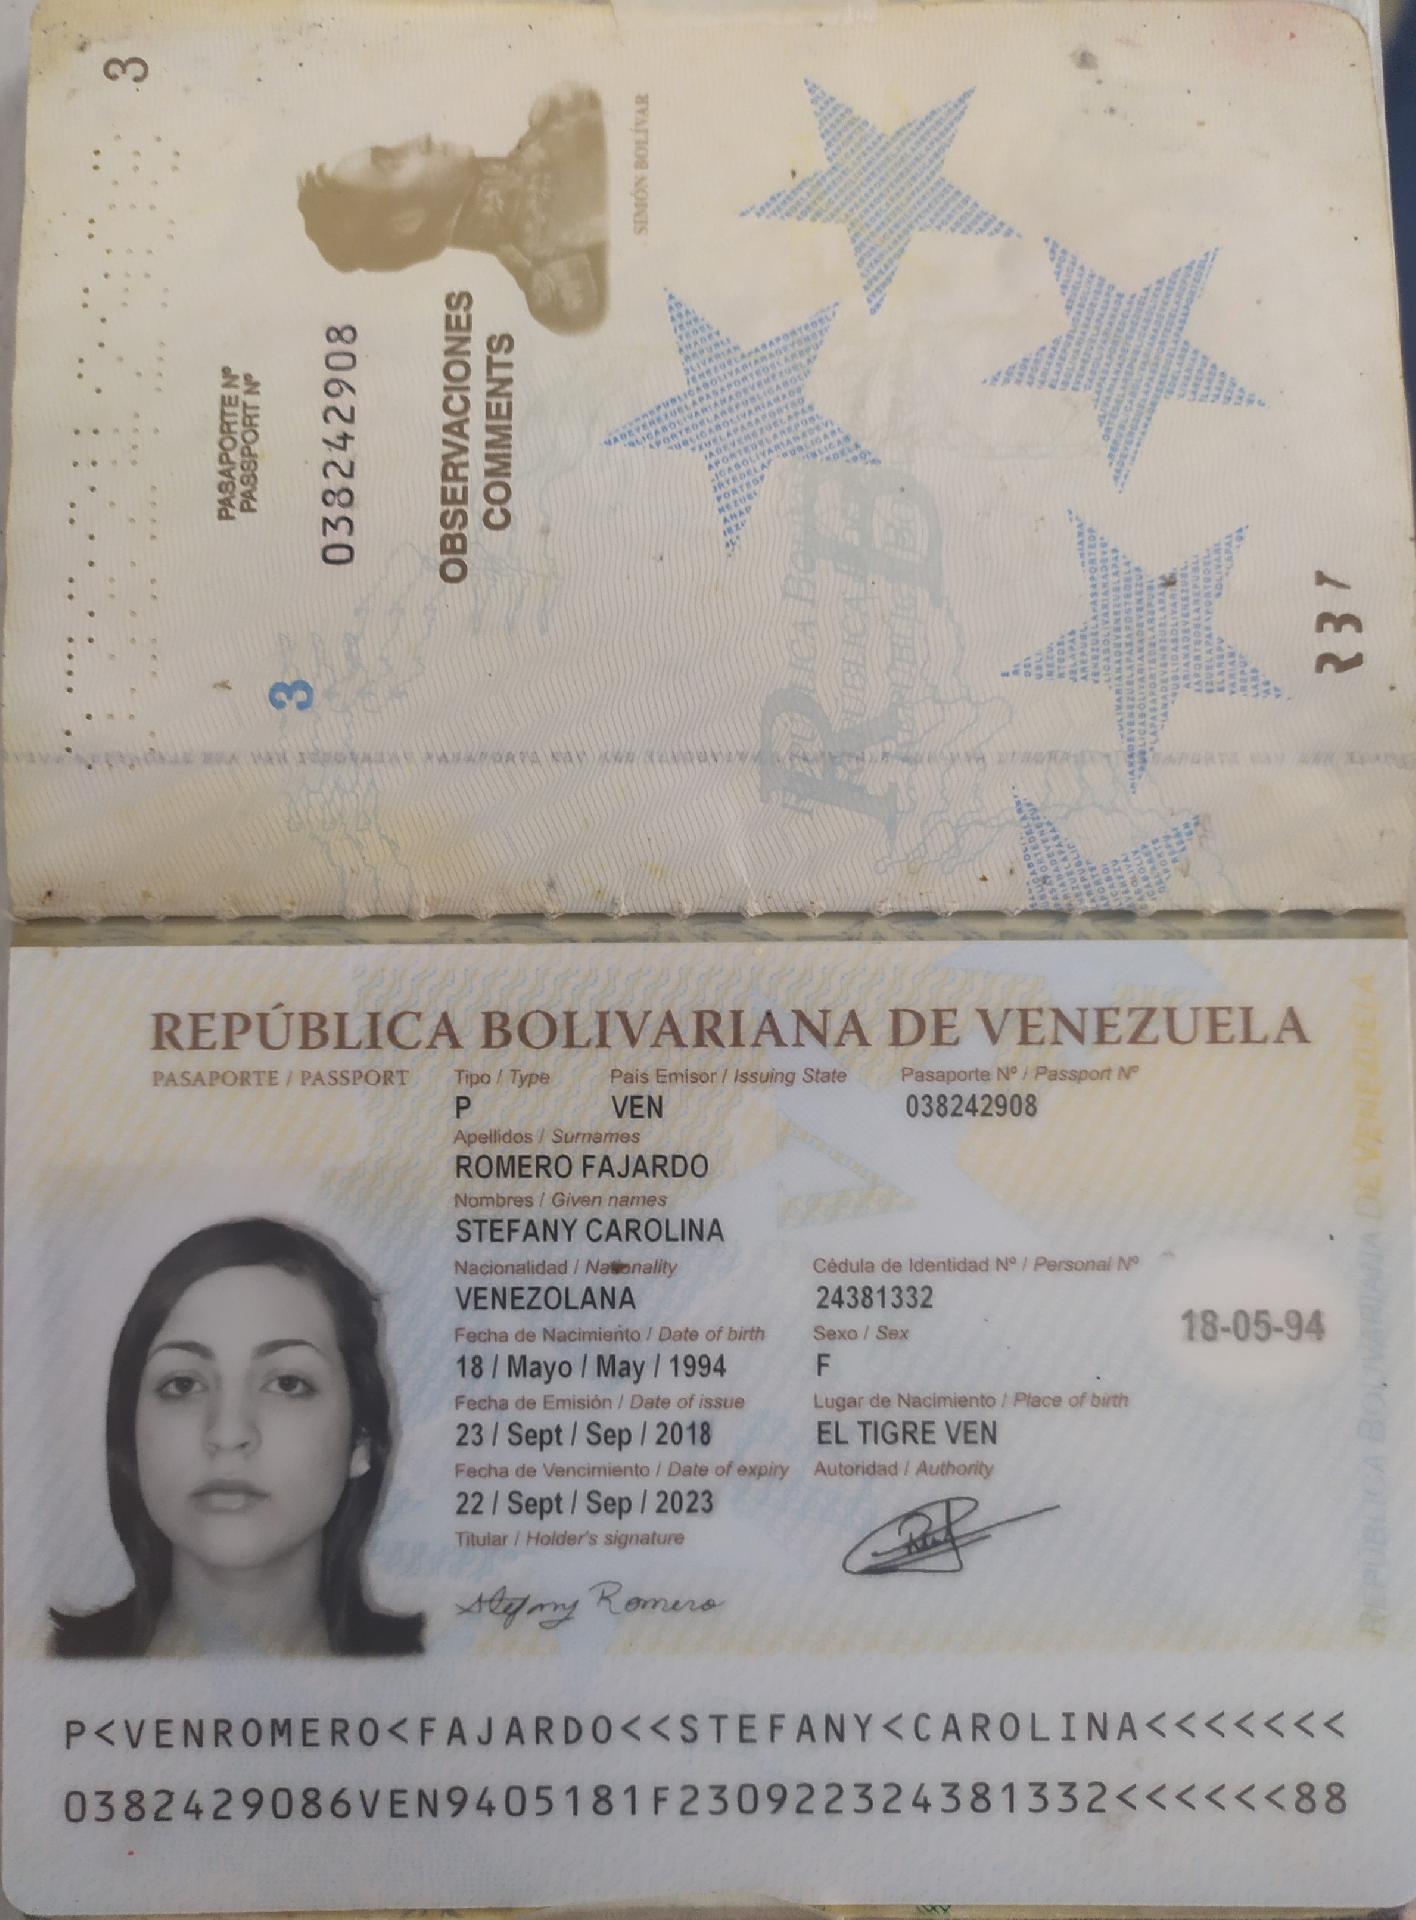 3
PASAPORTE Nº
PASSPORT Nº
038242908
SIMÓN BOLÍVAR
OBSERVACIONES
COMMENTS
3
REPÚBLICA BOLIVARIANA DE VENEZUELA
PASAPORTE / PASSPORT
Tipo / Type
País Emisor / Issuing State
Pasaporte Nº / Passport Nº
P
VEN
038242908
Apellidos / Surnames
ROMERO FAJARDO
Nombres / Given names
STEFANY CAROLINA
Nacionalidad / Nationality
Cédula de Identidad Nº / Personal Nº
VENEZOLANA
24381332
18-05-94
Fecha de Nacimiento / Date of birth
Sexo / Sex
18 / Mayo / May / 1994
F
Fecha de Emisión / Date of issue
Lugar de Nacimiento / Place of birth
23 / Sept / Sep / 2018
EL TIGRE VEN
Fecha de Vencimiento / Date of expiry
Autoridad / Authority
22 / Sept / Sep / 2023
Titular / Holder's signature
Stefany Romero
REPÚBLICA BOLIVARIANA DE VENEZUELA
P<VENROMERO<FAJARDO<<STEFANY<CAROLINA<<<<<<<
0382429086VEN9405181F230922324381332<<<<<<88